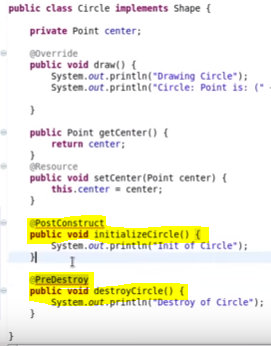 public class Circle implements Shape {
private Point center;
@Override
public void draw() {
System.out.println("Drawing Circle");
System.out.println("Circle: Point is: (" 
}
public Point getCenter() {
return center;
}
@Resource
public void setCenter(Point center) {
this.center = center;
}
@PostConstruct
public void initializeCircle() {
System.out.println("Init of Circle");
}
@PreDestroy
public void destroyCircle() {
System.out.println("Destroy of Circle");
}
}